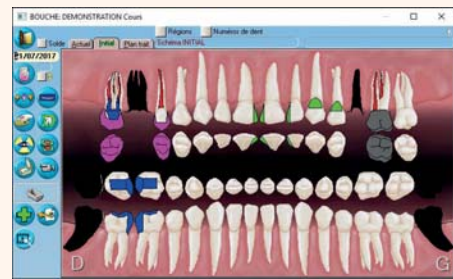 BOUCHE: DEMONSTRATION Cours
Régions
Numéros de dent
Solde
Actuel
Initial
Plan trait.
Schéma INITIAL
1/07/2017
D
G